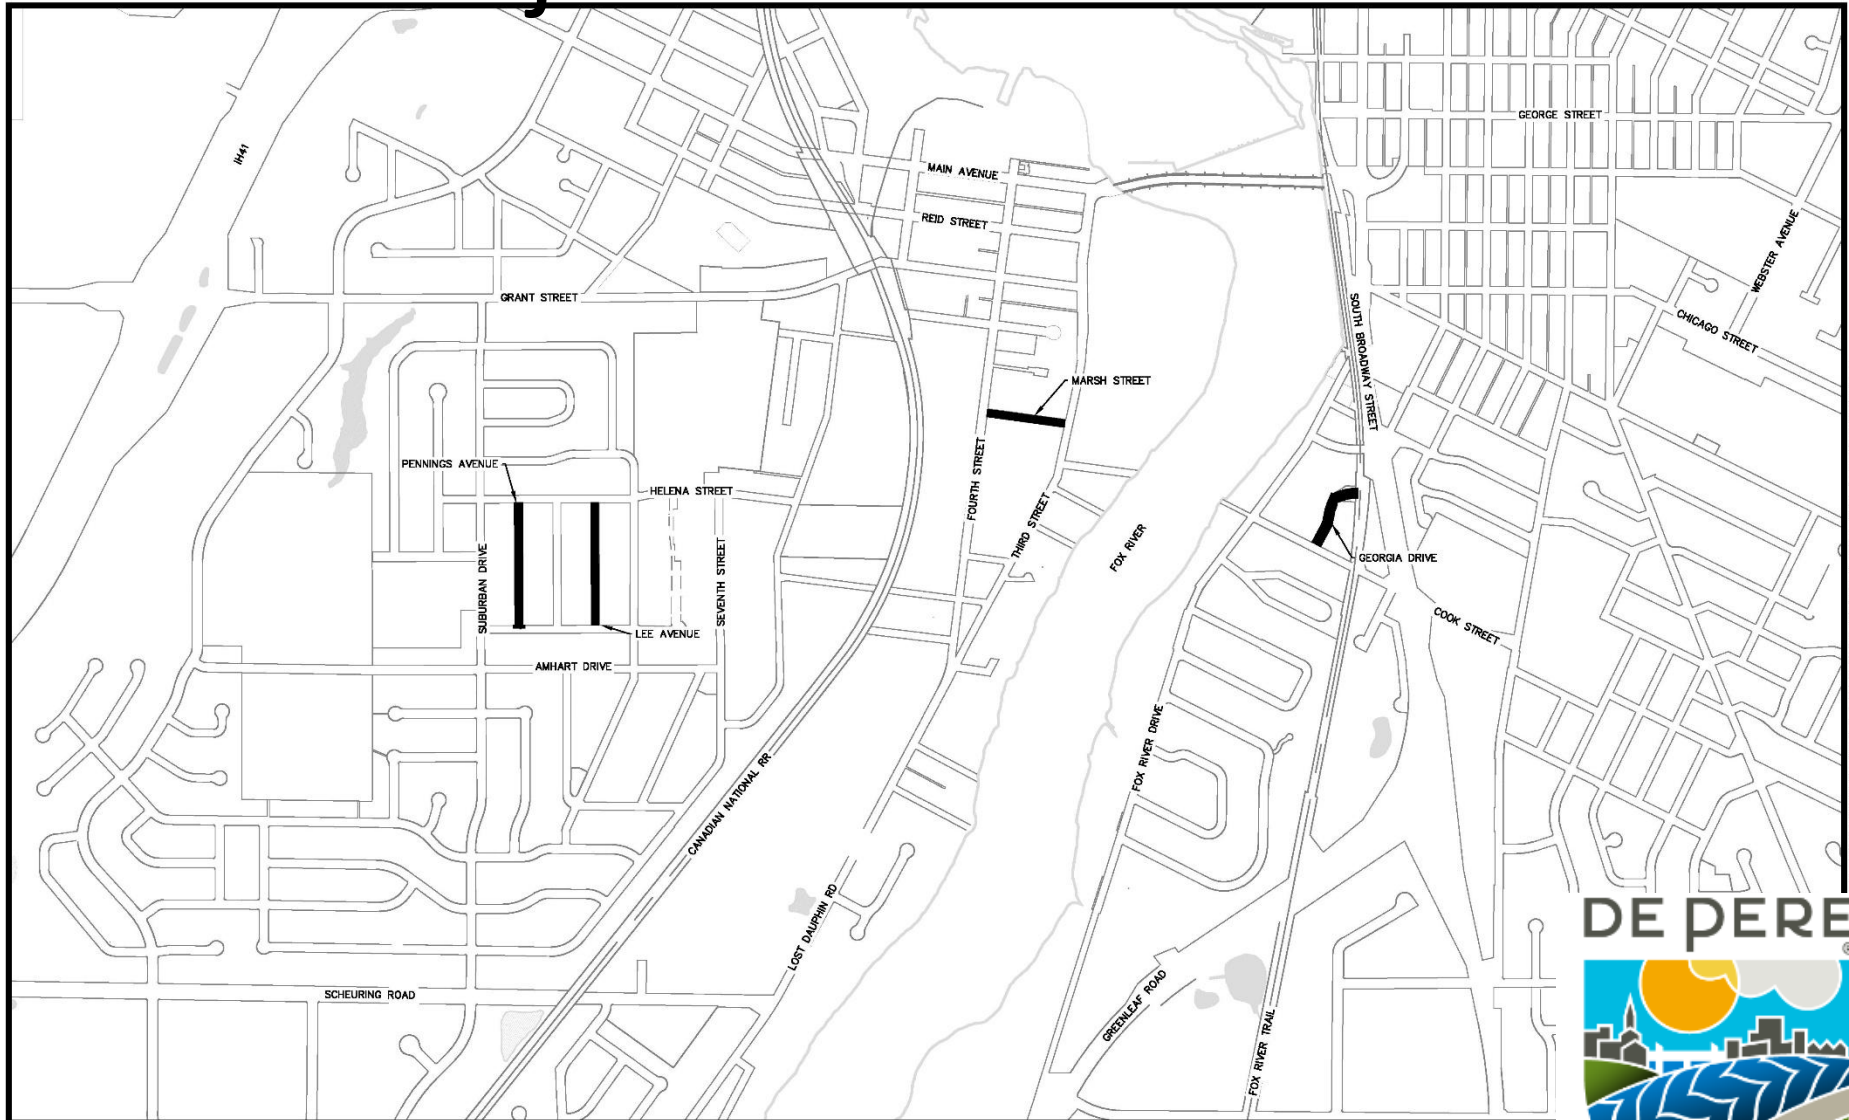 GEORGE STREET
IH41
MAIN AVENUE
REID STREET
WEBSTER AVENUE
GRANT STREET
SOUTH BROADWAY STREET
CHICAGO STREET
MARSH STREET
PENNINGS AVENUE
HELENA STREET
FOURTH STREET
THIRD STREET
FOX RIVER
GEORGIA DRIVE
SUBURBAN DRIVE
SEVENTH STREET
LEE AVENUE
COOK STREET
AMHART DRIVE
FOX RIVER DRIVE
CANADIAN NATIONAL RR
LOST DAUPHIN RD
DE PERE
SCHEURING ROAD
GREENLEAF ROAD
FOX RIVER TRAIL